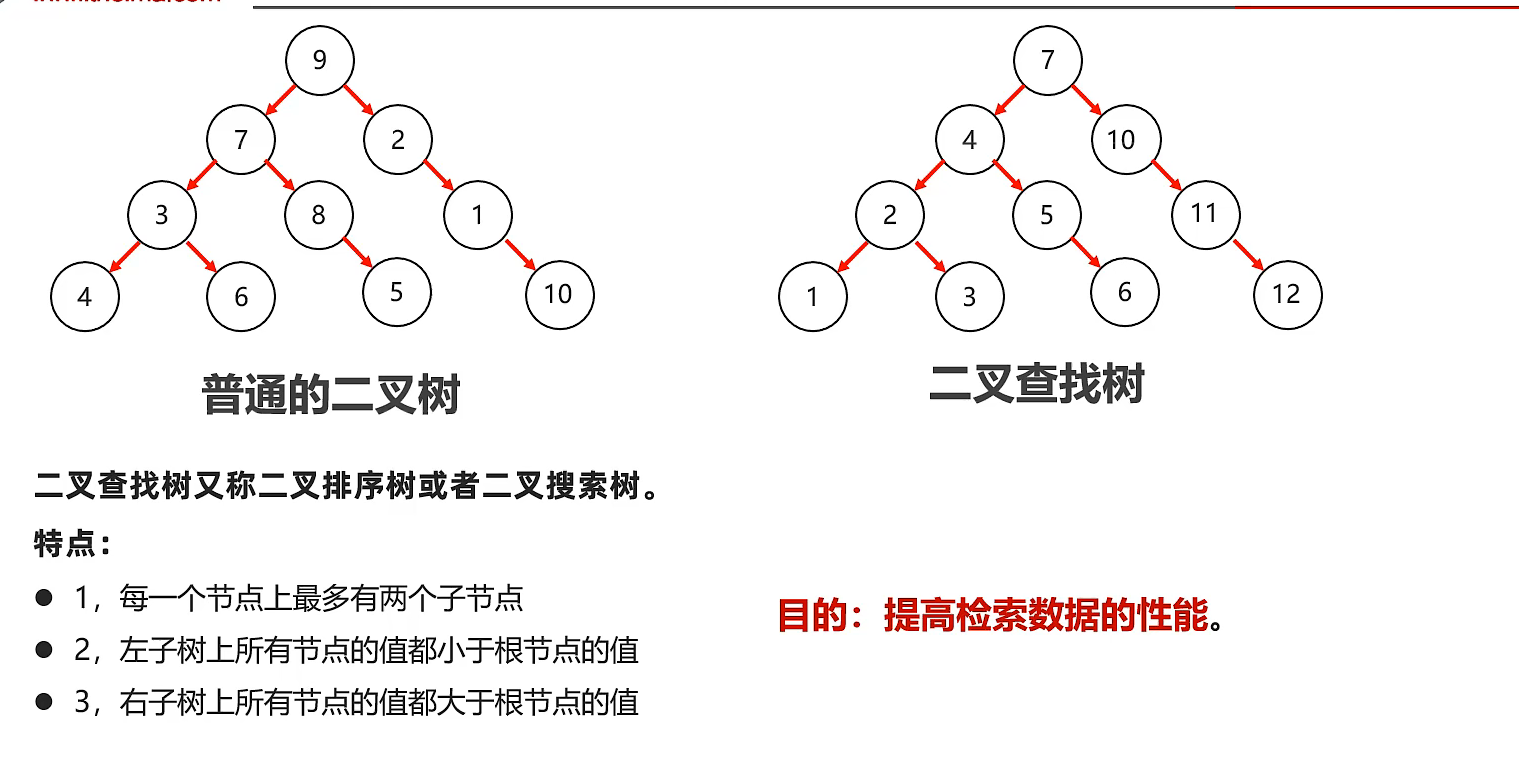 9
7
2
3
8
1
4
6
5
10
普通的二叉树
7
4
10
2
5
11
1
3
6
12
二叉查找树
二叉查找树又称二叉排序树或者二叉搜索树。
特点：
● 1，每一个节点上最多有两个子节点
● 2，左子树上所有节点的值都小于根节点的值
● 3，右子树上所有节点的值都大于根节点的值
目的：提高检索数据的性能。